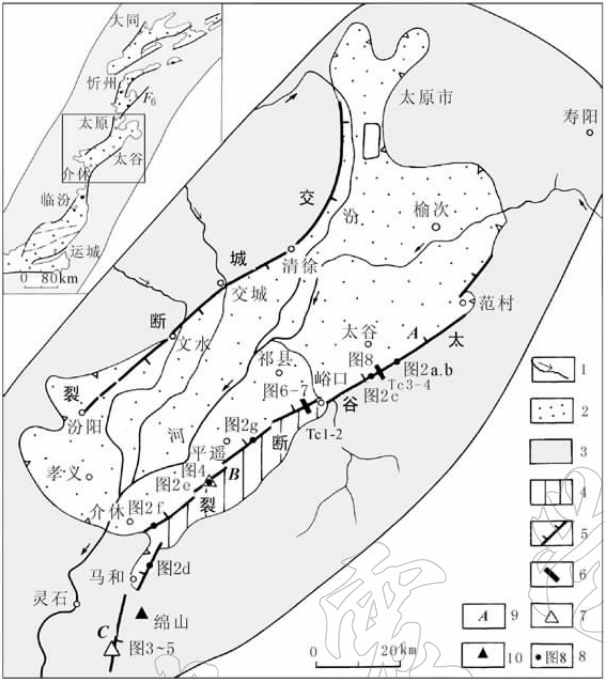 大同
忻州
F6
太原
太谷
介休
临汾
运城
0 80km
太原市
寿阳
交
汾
榆次
城
清徐
交城
范村
断
文水
太谷
A
太
祁县
图8
图2a.b
峪口
Tc3-4
图2c
裂
图6-7
谷
汾阳
河
图2g
断
Tc1-2
平遥
图4
B
孝义
图2e
裂
介休
图2f
马和
图2d
灵石
绵山
C
图3~5
0 20km
1
2
3
4
5
6
A 9
7
10
图8 8